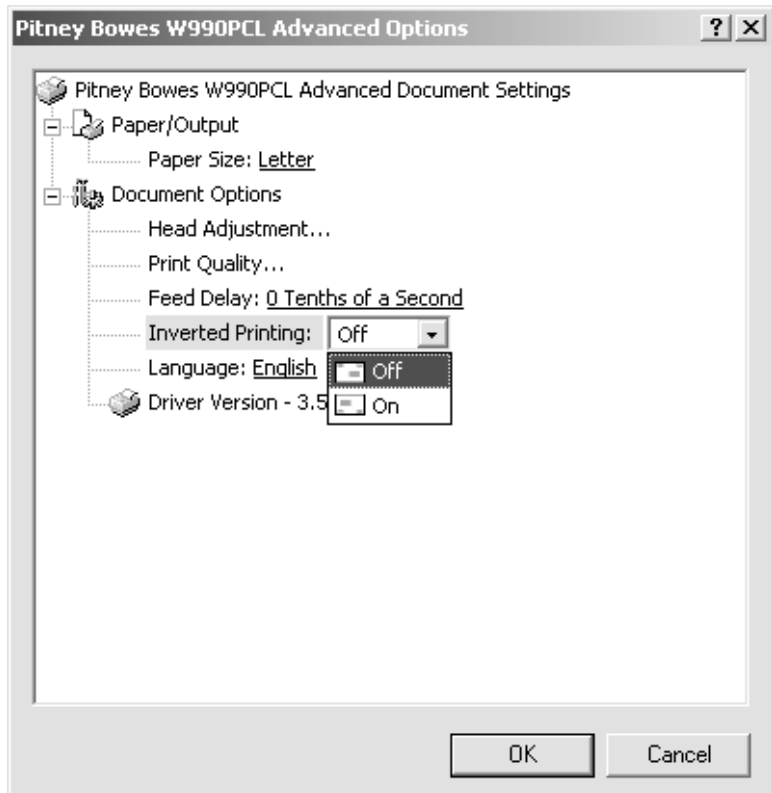 Pitney Bowes W990PCL Advanced Options
Pitney Bowes W990PCL Advanced Document Settings
Paper/Output
Paper Size: Letter
Document Options
Head Adjustment...
Print Quality...
Feed Delay: 0 Tenths of a Second
Inverted Printing: Off
Language: English
Off
Driver Version - 3.5
On
OK Cancel